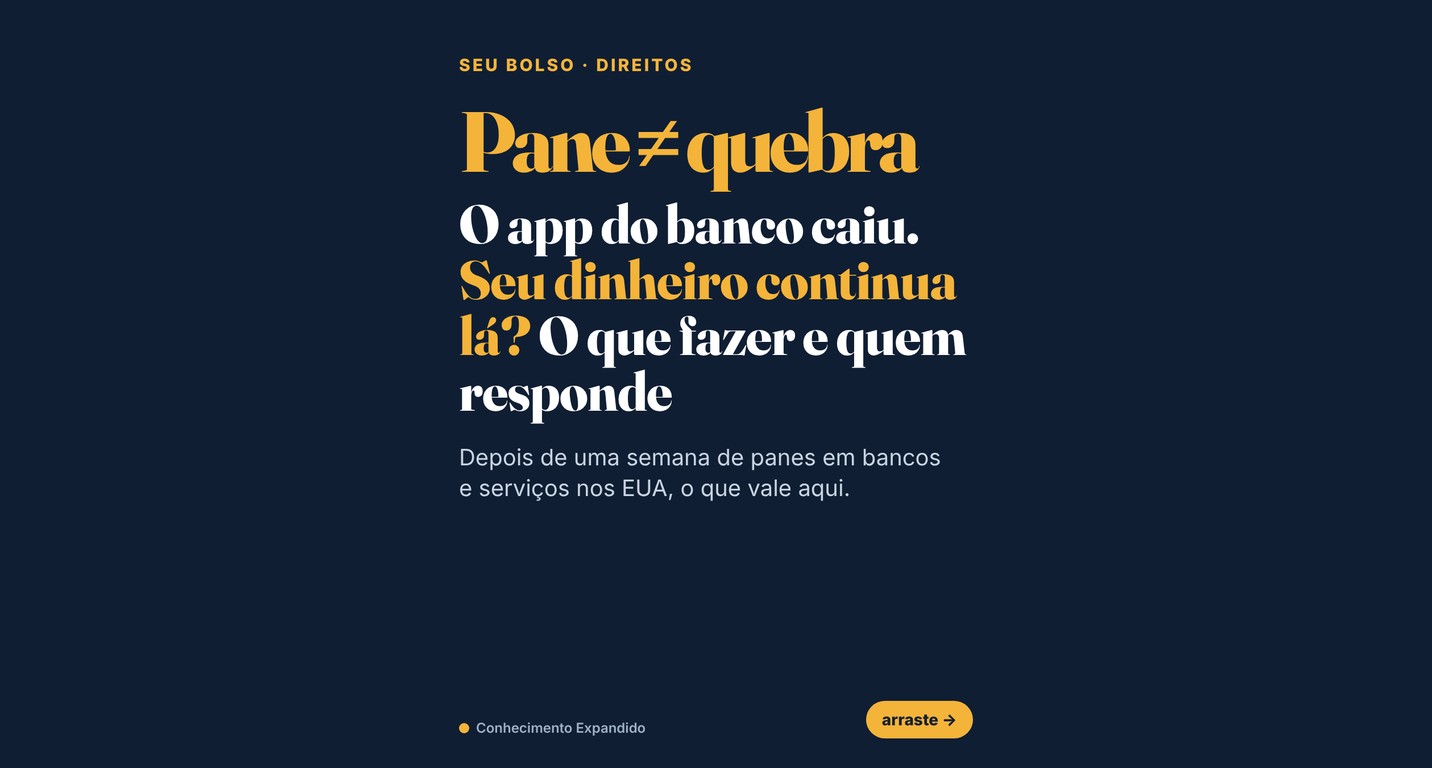 SEU BOLSO · DIREITOS
Pane ≠ quebra
O app do banco caiu.
Seu dinheiro continua
lá? O que fazer e quem
responde
Depois de uma semana de panes em bancos
e serviços nos EUA, o que vale aqui.
Conhecimento Expandido
arraste →